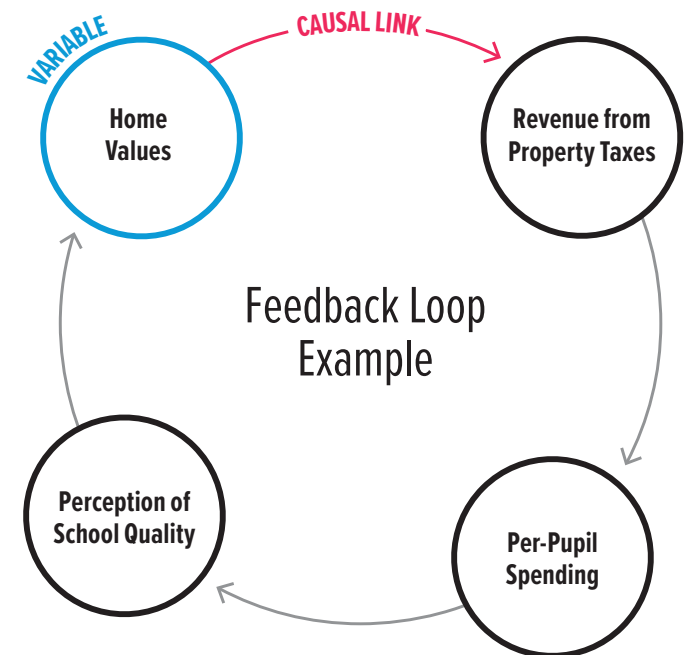 VARIABLE
CAUSAL LINK
Home
Values
Revenue from
Property Taxes
Feedback Loop
Example
Perception of
School Quality
Per-Pupil
Spending